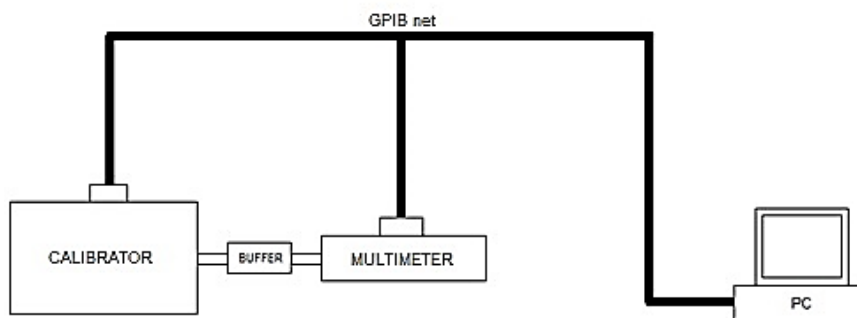 GPIB net
CALIBRATOR
BUFFER
MULTIMETER
PC